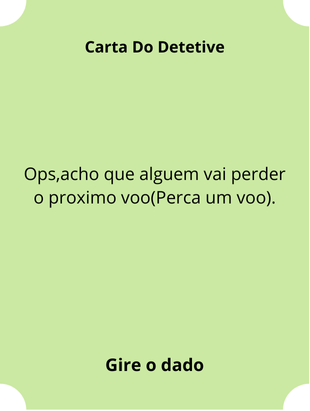 Carta Do Detetive
Ops,acho que alguem vai perder
o proximo voo(Perca um voo).
Gire o dado